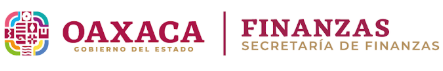 OAXACA
GOBIERNO DEL ESTADO
FINANZAS
SECRETARÍA DE FINANZAS